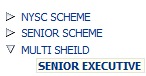 NYSC SCHEME
SENIOR SCHEME
MULTI SHEILD
SENIOR EXECUTIVE